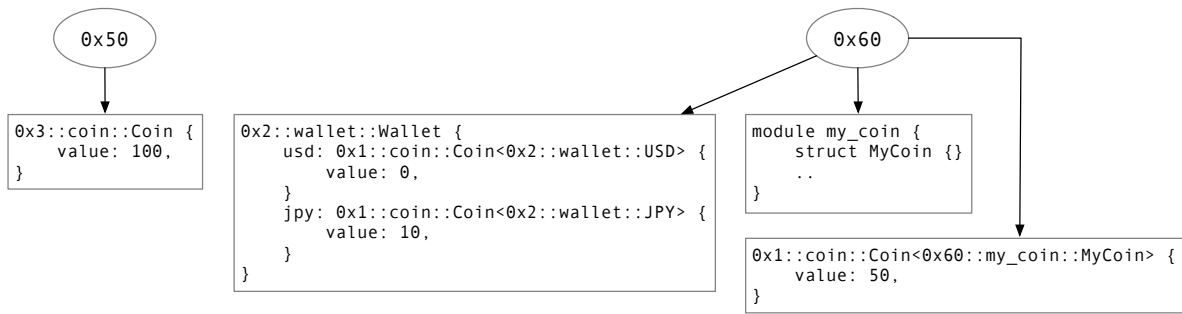 0x50
0x60
0x3::coin::Coin {
    value: 100,
}
0x2::wallet::Wallet {
    usd: 0x1::coin::Coin<0x2::wallet::USD> {
        value: 0,
    }
    jpy: 0x1::coin::Coin<0x2::wallet::JPY> {
        value: 10,
    }
}
module my_coin {
    struct MyCoin {}
    ..
}
0x1::coin::Coin<0x60::my_coin::MyCoin> {
    value: 50,
}